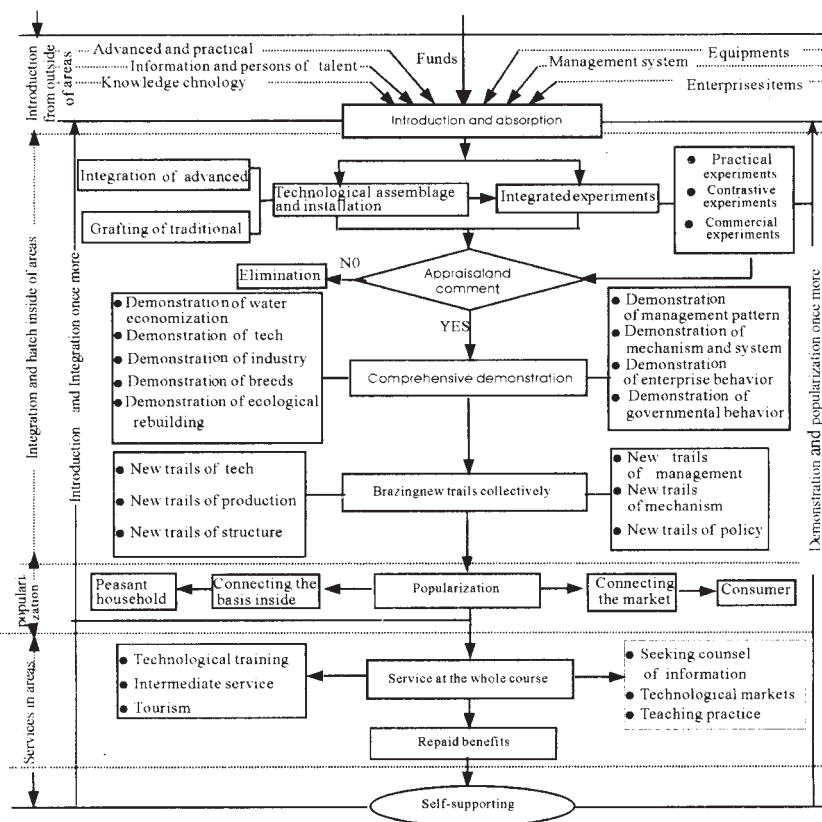 Introduction
from outside
of areas
Advanced and practical
Information and persons of talent
Knowledge chnology
Funds
Equipments
Management system
Enterprises items
Introduction and absorption
Integration and hatch inside of areas
Introduction and Integration once more
Demonstration and popularization once more
Integration of advanced
Grafting of traditional
Technological assemblage
and installation
Integrated experiments
● Practical
experiments
● Contrastive
experiments
● Commercial
experiments
Elimination
NO
Appraisaland
comment
YES
● Demonstration of water
economization
● Demonstration of tech
● Demonstration of industry
● Demonstration of breeds
● Demonstration of ecological
rebuilding
Comprehensive demonstration
● Demonstration
of management pattern
● Demonstration of
mechanism and system
● Demonstration
of enterprise behavior
● Demonstration of
governmental behavior
● New trails of tech
● New trails of production
● New trails of structure
Brazingnew trails collectively
● New trails
of management
● New trails
of mechanism
● New trails of policy
populari
zation
Peasant
household
Connecting the
basis inside
Popularization
Connecting
the market
Consumer
Services in areas
● Technological training
● Intermediate service
● Tourism
Service at the whole course
● Seeking counsel
of information
● Technological markets
● Teaching practice
Repaid benefits
Self-supporting